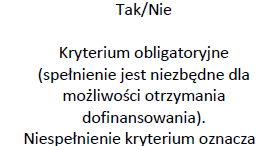 Tak/Nie
Kryterium obligatoryjne
(spełnienie jest niezbędne dla
możliwości otrzymania
dofinansowania).
Niespełnienie kryterium oznacza